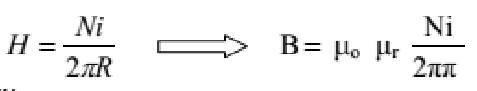 H = Ni / 2πR ⟹ B = μo μr Ni / 2ππ